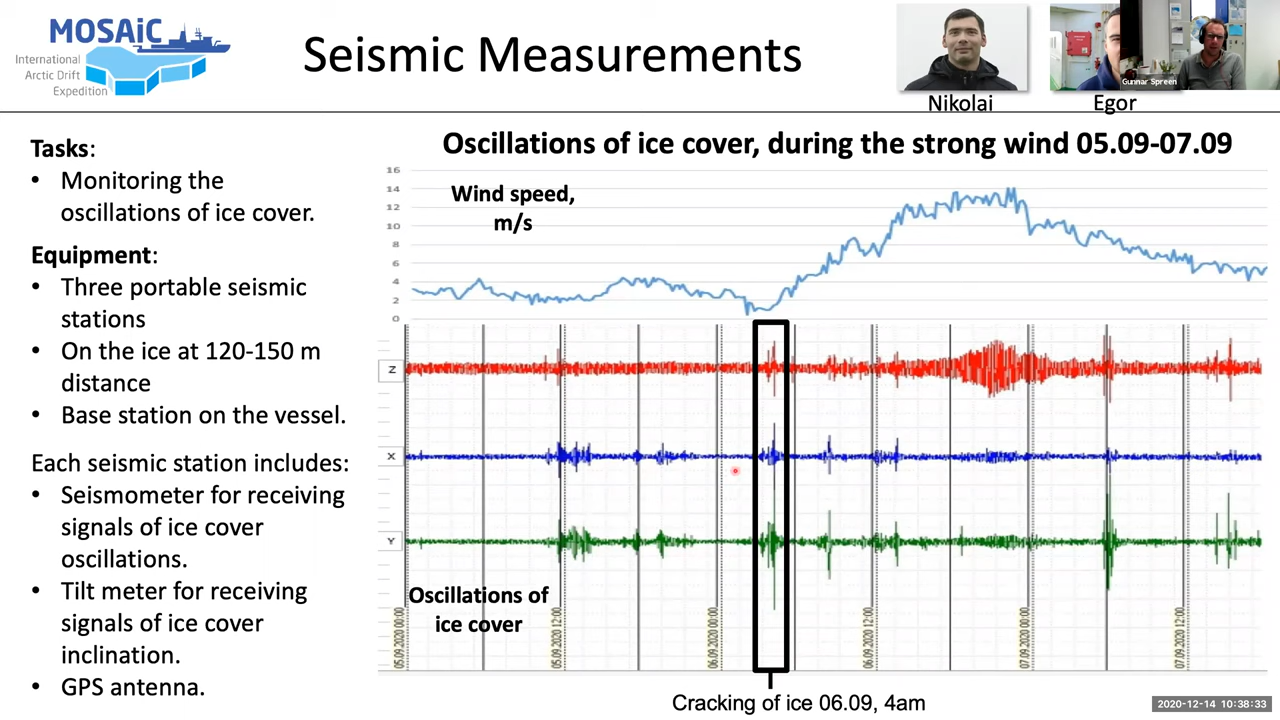 MOSAiC
International
Arctic Drift
Expedition
Seismic Measurements
Nikolai
Egor
Gunnar Spreen
Tasks:
• Monitoring the
oscillations of ice cover.
Equipment:
• Three portable seismic
stations
• On the ice at 120-150 m
distance
• Base station on the vessel.
Each seismic station includes:
• Seismometer for receiving
signals of ice cover
oscillations.
• Tilt meter for receiving
signals of ice cover
inclination.
• GPS antenna.
Oscillations of ice cover, during the strong wind 05.09-07.09
Wind speed,
m/s
16
14
12
10
8
6
4
2
0
Z
X
Y
Oscillations of
ice cover
05.09.2020 00:00
05.09.2020 12:00
06.09.2020 00:00
06.09.2020 12:00
07.09.2020 00:00
07.09.2020 12:00
Cracking of ice 06.09, 4am
2020-12-14 10:38:33